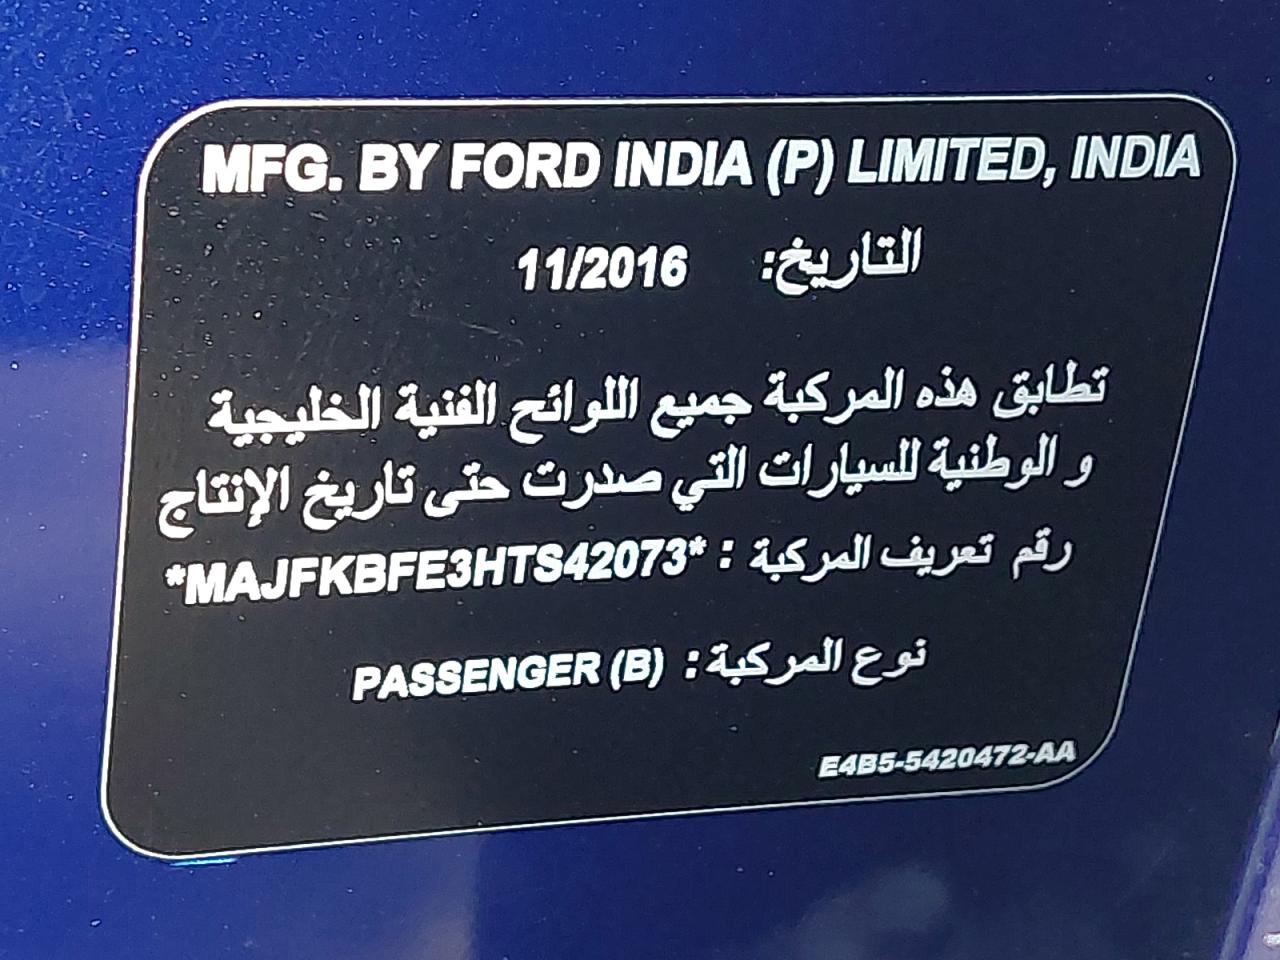 MFG. BY FORD INDIA (P) LIMITED, INDIA
التاريخ: 11/2016
تطابق هذه المركبة جميع اللوائح الفنية الخليجية
و الوطنية للسيارات التي صدرت حتى تاريخ الإنتاج
رقم تعريف المركبة : *MAJFKBFE3HTS42073*
نوع المركبة: PASSENGER (B)
E4B5-5420472-AA